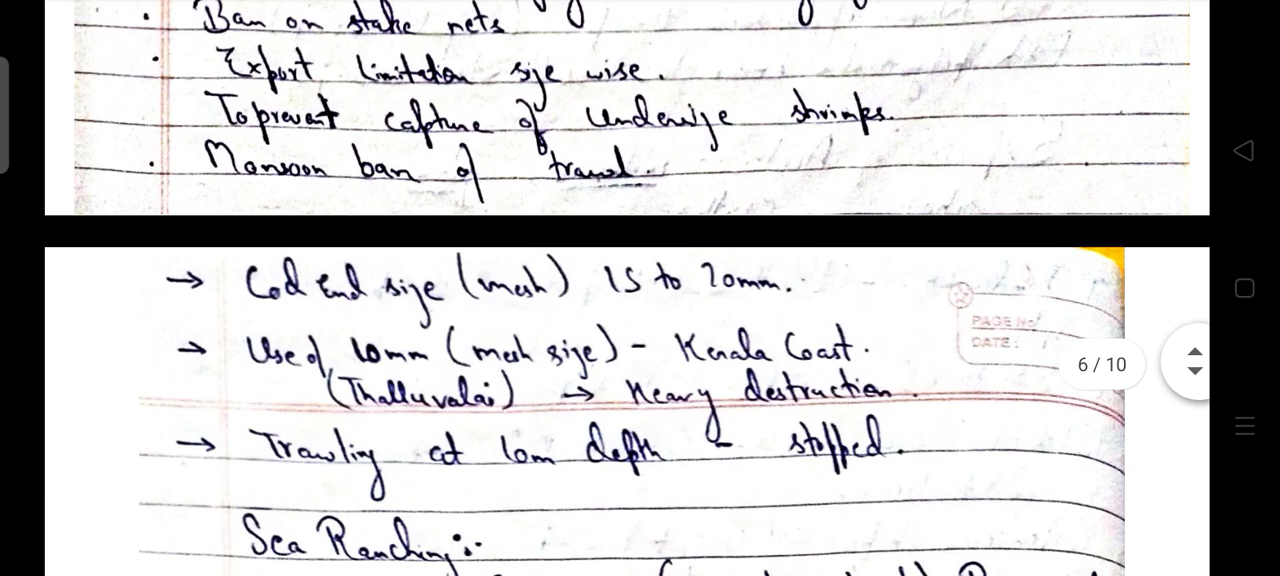 Ban on stake nets
Export limitation size wise.
To prevent capture of undersize shrimps.
Monsoon ban of trawl.
→ Cod End size (mesh) 15 to 20mm.
PAGE No:
DATE:
→ Use of 10mm (mesh size) - Kerala Coast.
6 / 10
(Thalluvalai) → Heavy destruction.
→ Trawling at 10m depth - stopped.
Sea Ranching:-